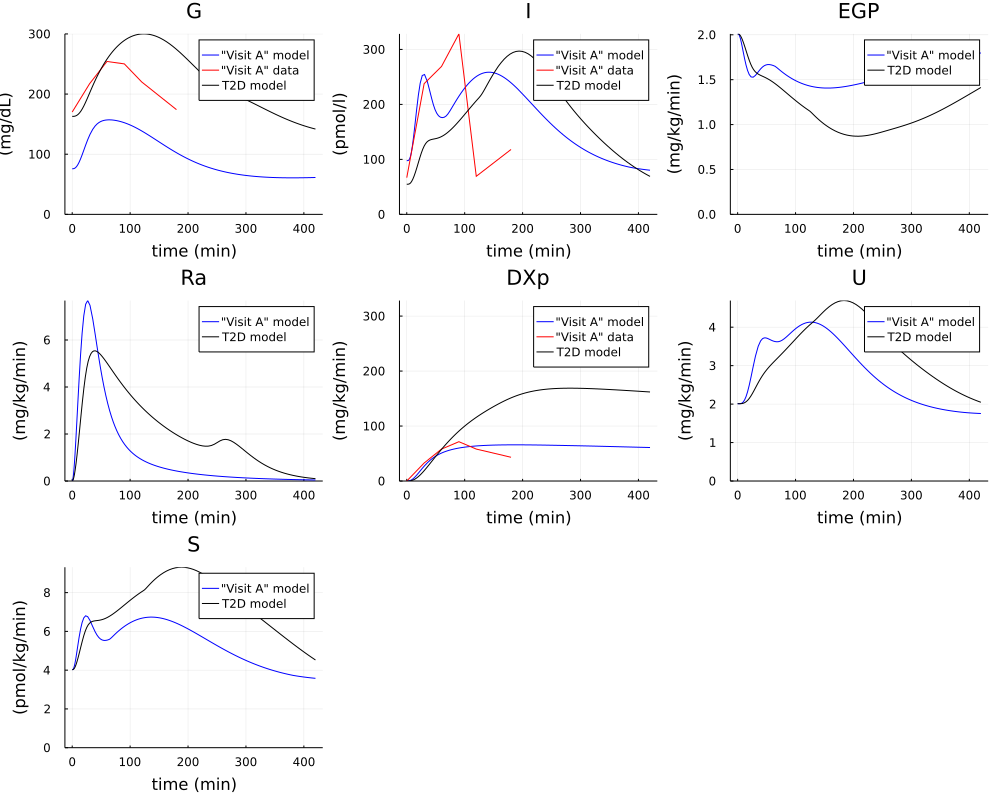 G
(mg/dL)
300
200
100
0
"Visit A" model
"Visit A" data
T2D model
0 100 200 300 400
time (min)
I
(pmol/l)
300
200
100
0
"Visit A" model
"Visit A" data
T2D model
0 100 200 300 400
time (min)
EGP
(mg/kg/min)
2.0
1.5
1.0
0.5
0.0
"Visit A" model
T2D model
0 100 200 300 400
time (min)
Ra
(mg/kg/min)
6
4
2
0
"Visit A" model
T2D model
0 100 200 300 400
time (min)
DXp
(mg/kg/min)
300
200
100
0
"Visit A" model
"Visit A" data
T2D model
0 100 200 300 400
time (min)
U
(mg/kg/min)
4
3
2
1
0
"Visit A" model
T2D model
0 100 200 300 400
time (min)
S
(pmol/kg/min)
8
6
4
2
0
"Visit A" model
T2D model
0 100 200 300 400
time (min)